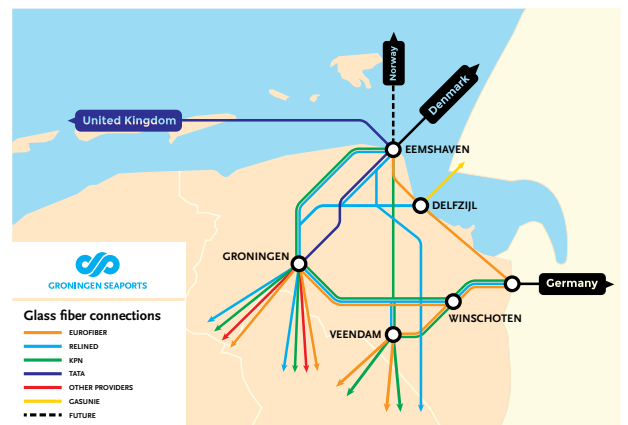 Norway
Denmark
United Kingdom
EEMSHAVEN
DELFZIJL
GRONINGEN
GRONINGEN SEAPORTS
Germany
WINSCHOTEN
VEENDAM
Glass fiber connections
EUROFIBER
RELINED
KPN
TATA
OTHER PROVIDERS
GASUNIE
FUTURE